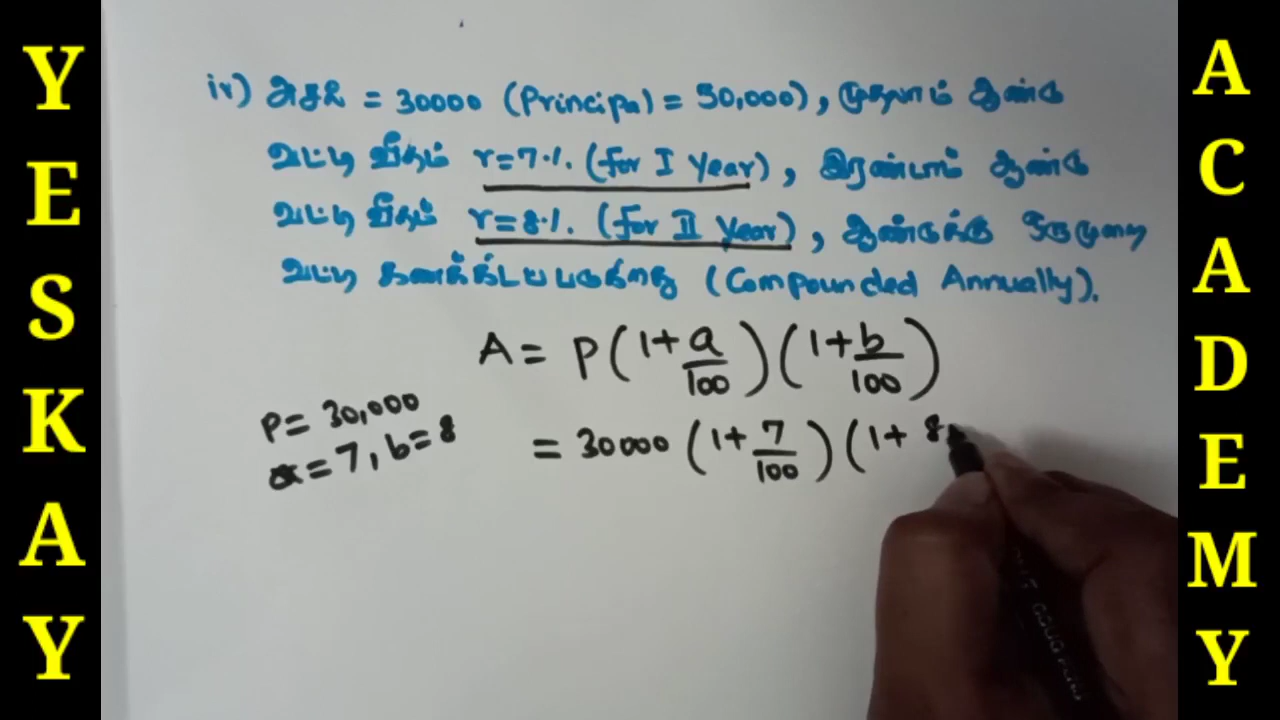 YESKAY
iv) அசல் = 30000 (Principal) = 30,000), முதலாம் ஆண்டு
வட்டி வீதம் r=7·/. (for I Year), இரண்டாம் ஆண்டு
வட்டி வீதம் r=8·/. (for II Year), ஆண்டுக்கு ஒருமுறை
வட்டி கணக்கிடப்படுகிறது (Compounded Annually).
A = P(1+a/100)(1+b/100)
P= 30,000
a=7, b=8
= 30000 (1+7/100)(1+ 8
ACADEMY